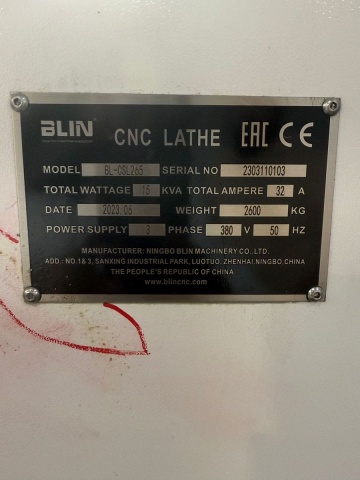 BLIN CNC LATHE EAC CE
MODEL BL-CSL265 SERIAL NO 2303110103
TOTAL WATTAGE 15 KVA TOTAL AMPERE 32 A
DATE 2023.06 WEIGHT 2600 KG
POWER SUPPLY 3 PHASE 380 V 50 HZ
MANUFACTURER: NINGBO BLIN MACHINERY CO., LTD.
ADD.: NO.1& 3, SANXING INDUSTRIAL PARK, LUOTUO, ZHENHAI, NINGBO, CHINA
THE PEOPLE'S REPUBLIC OF CHINA
www.blincnc.com